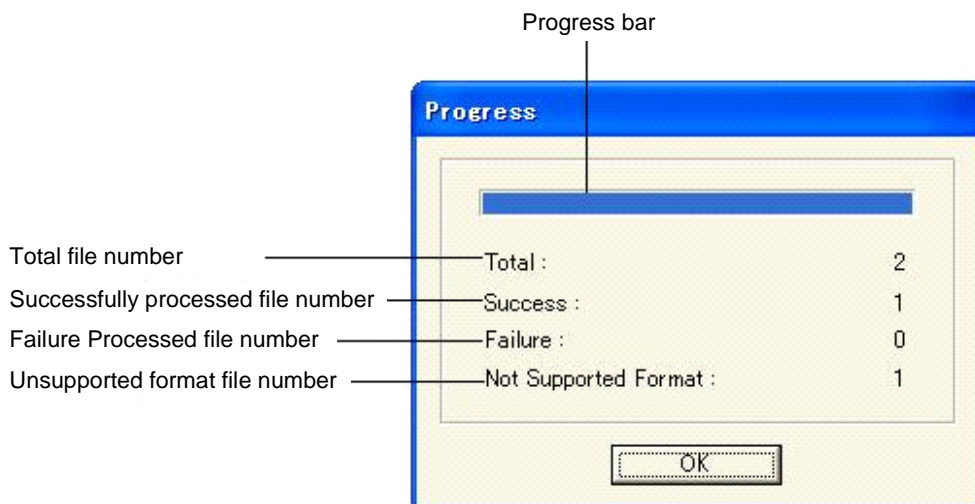 Progress bar
Progress
Total file number
Total : 2
Successfully processed file number
Success : 1
Failure Processed file number
Failure : 0
Unsupported format file number
Not Supported Format : 1
OK